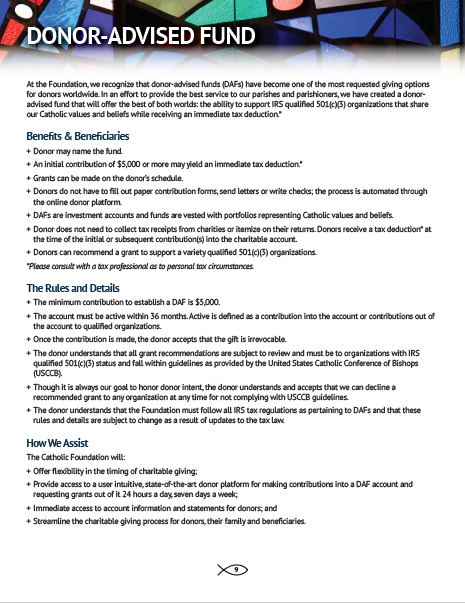 DONOR-ADVISED FUND
At the Foundation, we recognize that donor-advised funds (DAFs) have become one of the most requested giving options
for donors worldwide. In an effort to provide the best service to our parishes and parishioners, we have created a donor-
advised fund that will offer the best of both worlds: the ability to support IRS qualified 501(c)(3) organizations that share
our Catholic values and beliefs while receiving an immediate tax deduction.*
Benefits & Beneficiaries
+ Donor may name the fund.
+ An initial contribution of $5,000 or more may yield an immediate tax deduction.*
+ Grants can be made on the donor's schedule.
+ Donors do not have to fill out paper contribution forms, send letters or write checks; the process is automated through
the online donor platform.
+ DAFs are investment accounts and funds are vested with portfolios representing Catholic values and beliefs.
+ Donor does not need to collect tax receipts from charities or itemize on their returns. Donors receive a tax deduction* at
the time of the initial or subsequent contribution(s) into the charitable account.
+ Donors can recommend a grant to support a variety qualified 501(c)(3) organizations.
*Please consult with a tax professional as to personal tax circumstances.
The Rules and Details
+ The minimum contribution to establish a DAF is $5,000.
+ The account must be active within 36 months. Active is defined as a contribution into the account or contributions out of
the account to qualified organizations.
+ Once the contribution is made, the donor accepts that the gift is irrevocable.
+ The donor understands that all grant recommendations are subject to review and must be to organizations with IRS
qualified 501(c)(3) status and fall within guidelines as provided by the United States Catholic Conference of Bishops
(USCCB).
+ Though it is always our goal to honor donor intent, the donor understands and accepts that we can decline a
recommended grant to any organization at any time for not complying with USCCB guidelines.
+ The donor understands that the Foundation must follow all IRS tax regulations as pertaining to DAFs and that these
rules and details are subject to change as a result of updates to the tax law.
How We Assist
The Catholic Foundation will:
+ Offer flexibility in the timing of charitable giving;
+ Provide access to a user intuitive, state-of-the-art donor platform for making contributions into a DAF account and
requesting grants out of it 24 hours a day, seven days a week;
+ Immediate access to account information and statements for donors; and
+ Streamline the charitable giving process for donors, their family and beneficiaries.
9